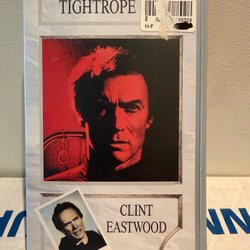 TIGHTROPE
H-F
CLINT
EASTWOOD